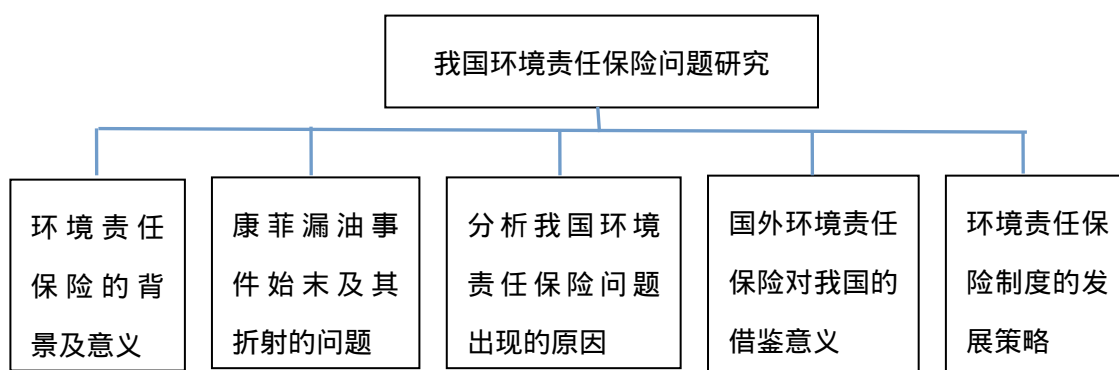 我国环境责任保险问题研究
环境责任
保险的背
景及意义
康菲漏油事
件始末及其
折射的问题
分析我国环境
责任保险问题
出现的原因
国外环境责任
保险对我国的
借鉴意义
环境责任保
险制度的发
展策略